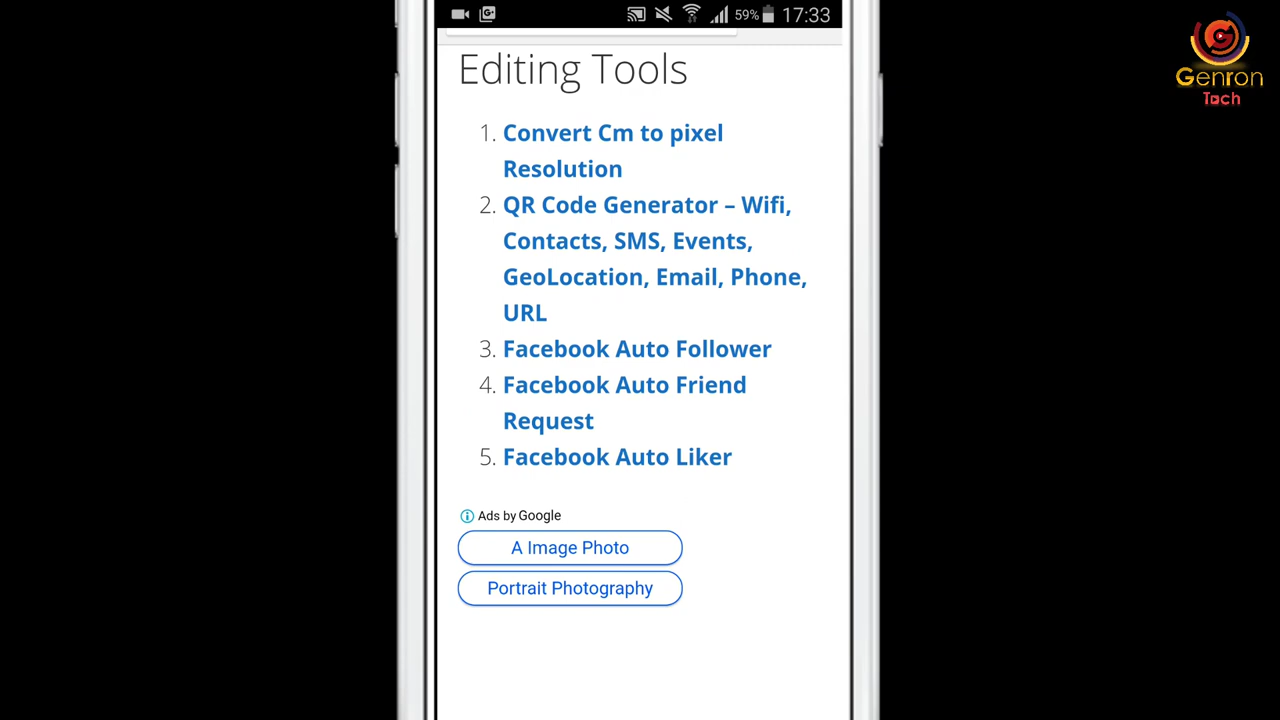 59% 17:33
Genron
Tech
Editing Tools
1. Convert Cm to pixel
Resolution
2. QR Code Generator – Wifi,
Contacts, SMS, Events,
GeoLocation, Email, Phone,
URL
3. Facebook Auto Follower
4. Facebook Auto Friend
Request
5. Facebook Auto Liker
Ads by Google
A Image Photo
Portrait Photography